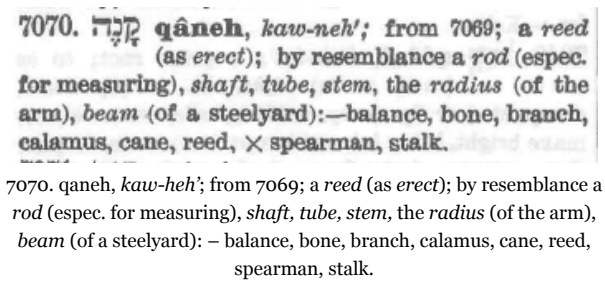 7070. קָנֶה qâneh, kaw-neh'; from 7069; a reed
(as erect); by resemblance a rod (espec.
for measuring), shaft, tube, stem, the radius (of the
arm), beam (of a steelyard):—balance, bone, branch,
calamus, cane, reed, × spearman, stalk.
7070. qaneh, kaw-heh’; from 7069; a reed (as erect); by resemblance a
rod (espec. for measuring), shaft, tube, stem, the radius (of the arm),
beam (of a steelyard): – balance, bone, branch, calamus, cane, reed,
spearman, stalk.